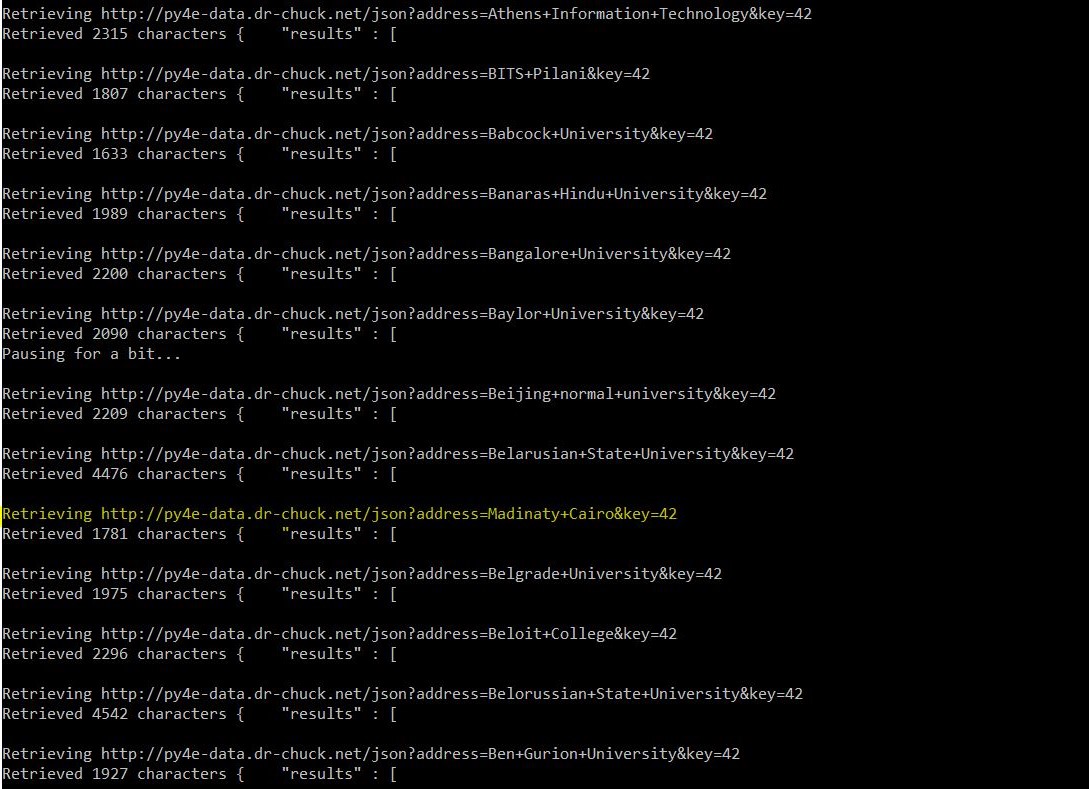 Retrieving http://py4e-data.dr-chuck.net/json?address=Athens+Information+Technology&key=42
Retrieved 2315 characters {    "results" : [
Retrieving http://py4e-data.dr-chuck.net/json?address=BITS+Pilani&key=42
Retrieved 1807 characters {    "results" : [
Retrieving http://py4e-data.dr-chuck.net/json?address=Babcock+University&key=42
Retrieved 1633 characters {    "results" : [
Retrieving http://py4e-data.dr-chuck.net/json?address=Banaras+Hindu+University&key=42
Retrieved 1989 characters {    "results" : [
Retrieving http://py4e-data.dr-chuck.net/json?address=Bangalore+University&key=42
Retrieved 2200 characters {    "results" : [
Retrieving http://py4e-data.dr-chuck.net/json?address=Baylor+University&key=42
Retrieved 2090 characters {    "results" : [
Pausing for a bit...
Retrieving http://py4e-data.dr-chuck.net/json?address=Beijing+normal+university&key=42
Retrieved 2209 characters {    "results" : [
Retrieving http://py4e-data.dr-chuck.net/json?address=Belarusian+State+University&key=42
Retrieved 4476 characters {    "results" : [
Retrieving http://py4e-data.dr-chuck.net/json?address=Madinaty+Cairo&key=42
Retrieved 1781 characters {    "results" : [
Retrieving http://py4e-data.dr-chuck.net/json?address=Belgrade+University&key=42
Retrieved 1975 characters {    "results" : [
Retrieving http://py4e-data.dr-chuck.net/json?address=Beloit+College&key=42
Retrieved 2296 characters {    "results" : [
Retrieving http://py4e-data.dr-chuck.net/json?address=Belorussian+State+University&key=42
Retrieved 4542 characters {    "results" : [
Retrieving http://py4e-data.dr-chuck.net/json?address=Ben+Gurion+University&key=42
Retrieved 1927 characters {    "results" : [